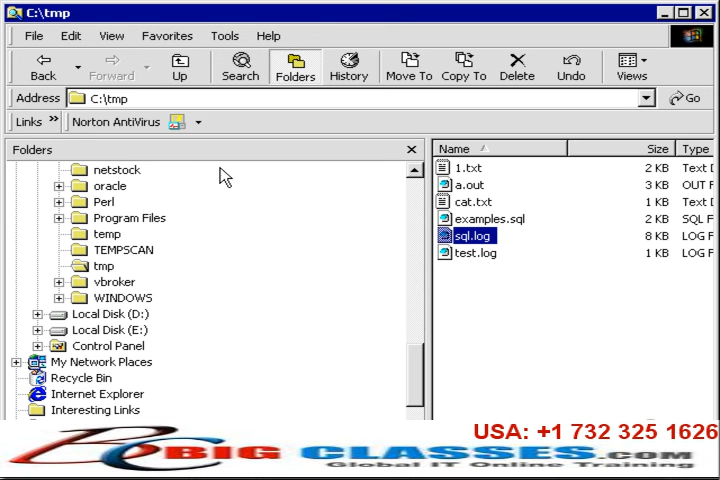 C:\tmp
File Edit View Favorites Tools Help
Back Forward Up Search Folders History Move To Copy To Delete Undo Views
Address C:\tmp Go
Links » Norton AntiVirus
Folders
netstock
oracle
Perl
Program Files
temp
TEMPSCAN
tmp
vbroker
WINDOWS
Local Disk (D:)
Local Disk (E:)
Control Panel
My Network Places
Recycle Bin
Internet Explorer
Interesting Links
Name Size Type
1.txt 2 KB Text D
a.out 3 KB OUT F
cat.txt 1 KB Text D
examples.sql 2 KB SQL F
sql.log 8 KB LOG F
test.log 1 KB LOG F
USA: +1 732 325 1626
BIG CLASSES.COM
Global IT Online Training